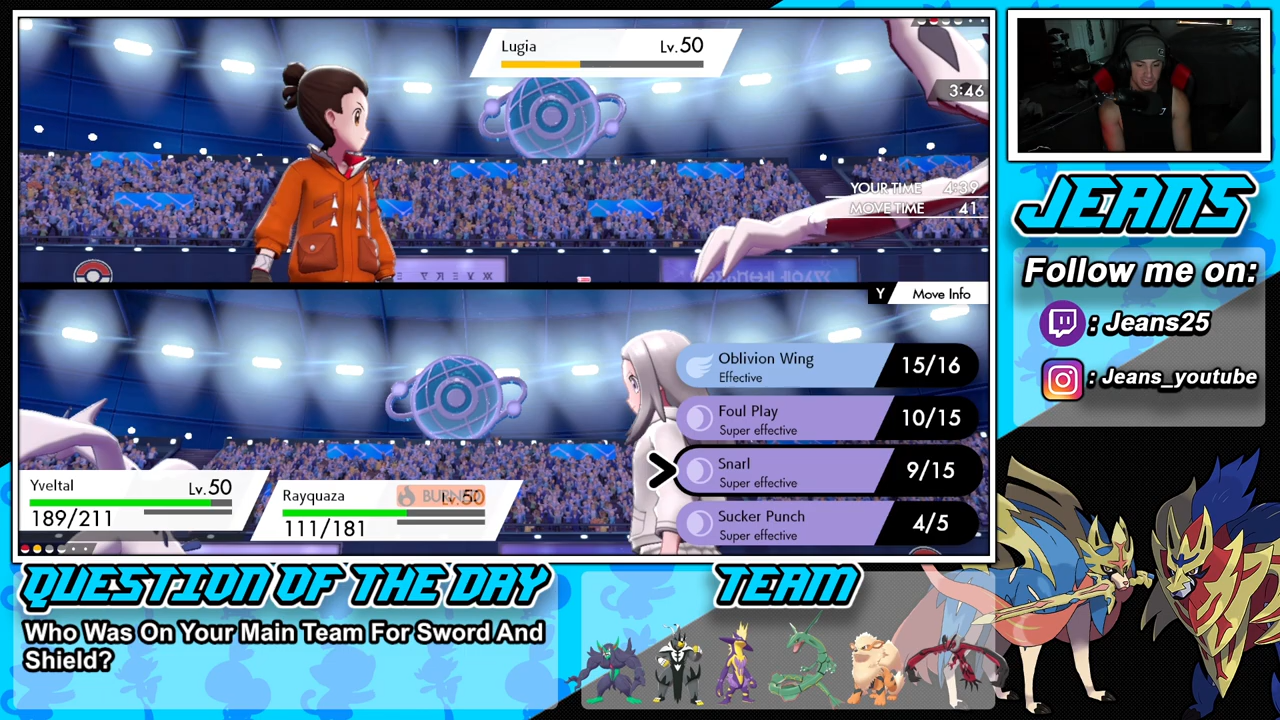 Lugia Lv.50
3:46
YOUR TIME 4:39
MOVE TIME 41
Y Move Info
Oblivion Wing 15/16
Effective
Foul Play 10/15
Super effective
Snarl 9/15
Super effective
Sucker Punch 4/5
Super effective
Yveltal Lv.50
189/211
Rayquaza Lv.50
111/181
JEANS
Follow me on:
: Jeans25
: Jeans_youtube
QUESTION OF THE DAY
Who Was On Your Main Team For Sword And
Shield?
TEAM